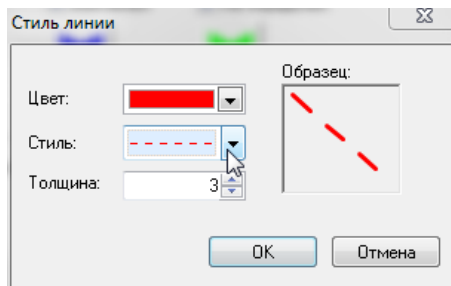 Стиль линии
Образец:
Цвет:
Стиль:
Толщина:
3
OK
Отмена